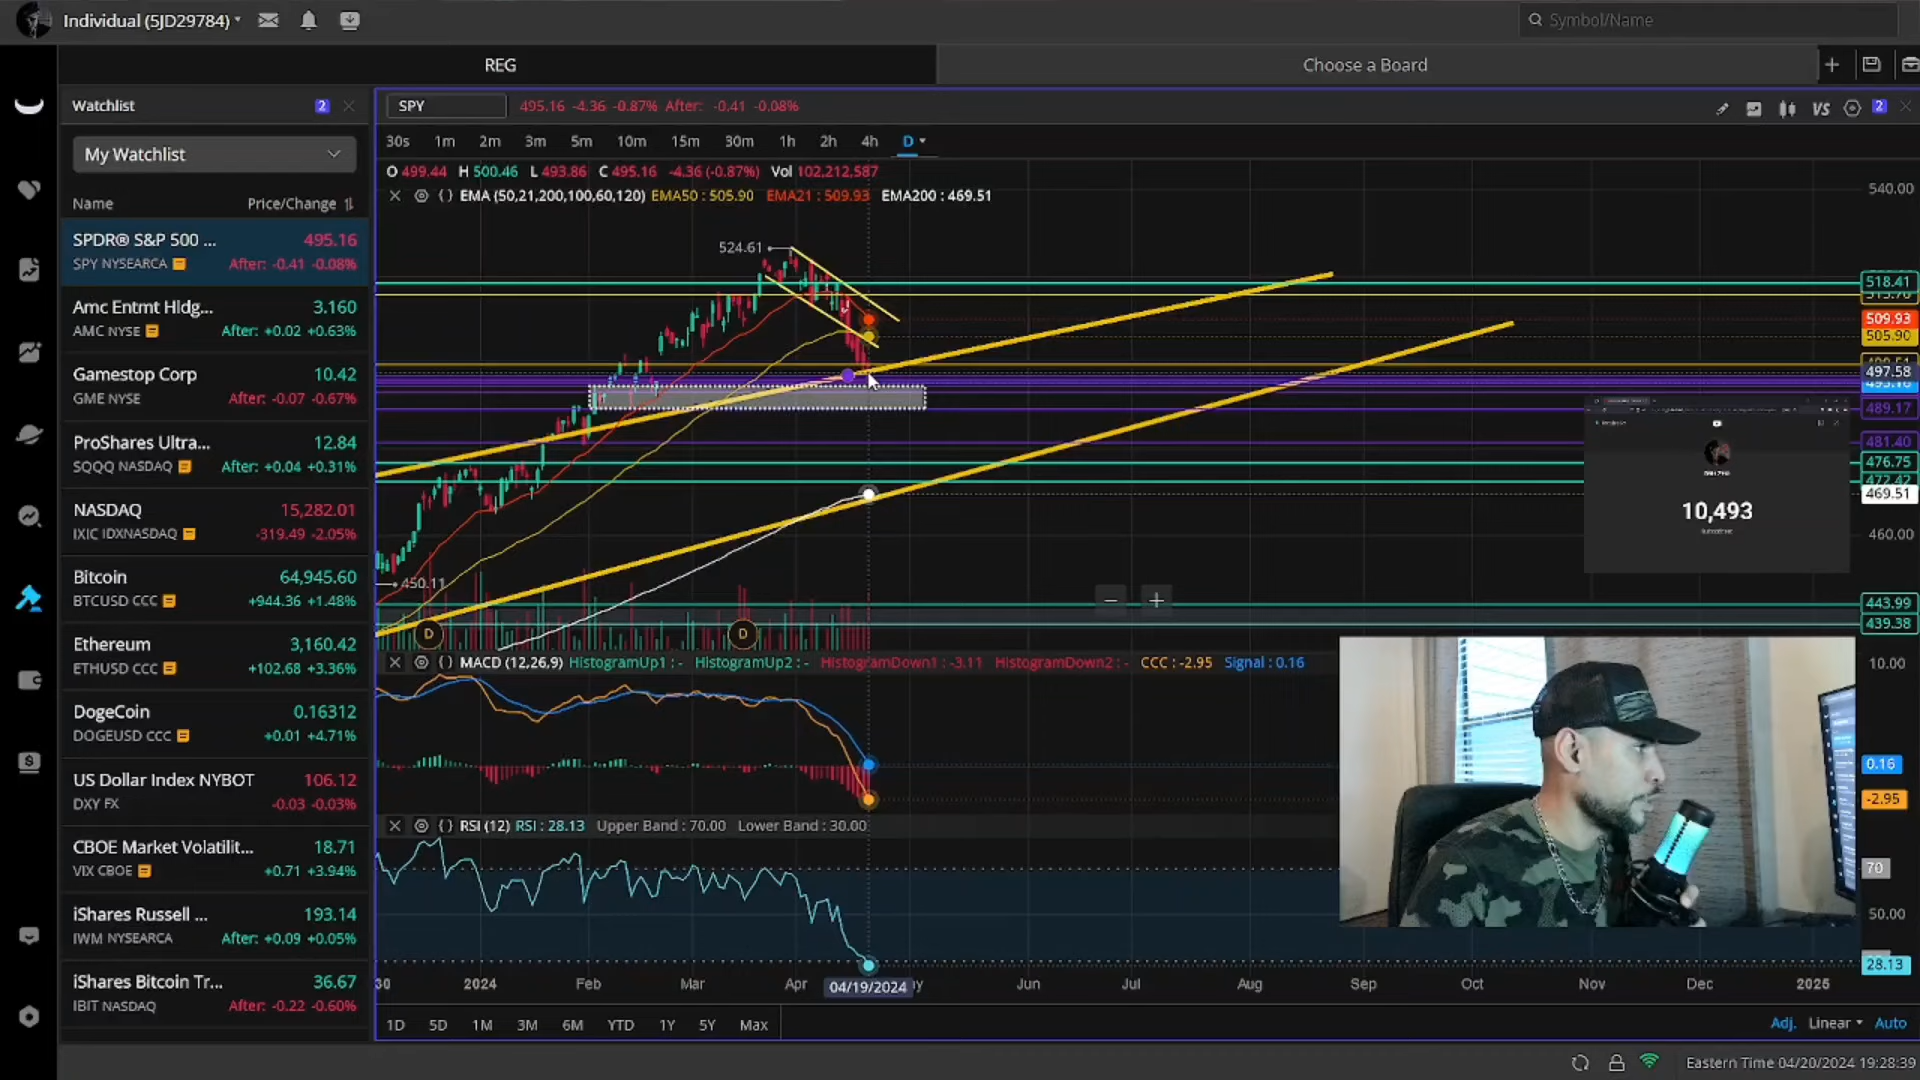 Individual (5JD29784)
Symbol/Name
REG
Choose a Board
Watchlist 2
My Watchlist
Name Price/Change
SPDR® S&P 500 ... 495.16
SPY NYSEARCA After: -0.41 -0.08%
Amc Entmt Hldg... 3.160
AMC NYSE After: +0.02 +0.63%
Gamestop Corp 10.42
GME NYSE After: -0.07 -0.67%
ProShares Ultra... 12.84
SQQQ NASDAQ After: +0.04 +0.31%
NASDAQ 15,282.01
IXIC IDXNASDAQ -319.49 -2.05%
Bitcoin 64,945.60
BTCUSD CCC +944.36 +1.48%
Ethereum 3,160.42
ETHUSD CCC +102.68 +3.36%
DogeCoin 0.16312
DOGEUSD CCC +0.01 +4.71%
US Dollar Index NYBOT 106.12
DXY FX -0.03 -0.03%
CBOE Market Volatilit... 18.71
VIX CBOE +0.71 +3.94%
iShares Russell ... 193.14
IWM NYSEARCA After: +0.09 +0.05%
iShares Bitcoin Tr... 36.67
IBIT NASDAQ After: -0.22 -0.60%
SPY 495.16 -4.36 -0.87% After: -0.41 -0.08%
VS 2
30s 1m 2m 3m 5m 10m 15m 30m 1h 2h 4h D
O 499.44 H 500.46 L 493.86 C 495.16 -4.36 (-0.87%) Vol 102,212,587
EMA (50,21,200,100,60,120) EMA50 : 505.90 EMA21 : 509.93 EMA200 : 469.51
540.00
524.61
518.41
509.93
505.90
497.58
489.17
481.40
476.75
469.51
460.00
450.11
443.99
439.38
10,493
D D
MACD (12,26,9) HistogramUp1 : - HistogramUp2 : - HistogramDown1 : -3.11 HistogramDown2 : - CCC : -2.95 Signal : 0.16
10.00
0.16
-2.95
RSI (12) RSI : 28.13 Upper Band : 70.00 Lower Band : 30.00
70
50.00
28.13
30 2024 Feb Mar Apr 04/19/2024 Jun Jul Aug Sep Oct Nov Dec 2025
1D 5D 1M 3M 6M YTD 1Y 5Y Max
Adj. Linear Auto
Eastern Time 04/20/2024 19:28:39